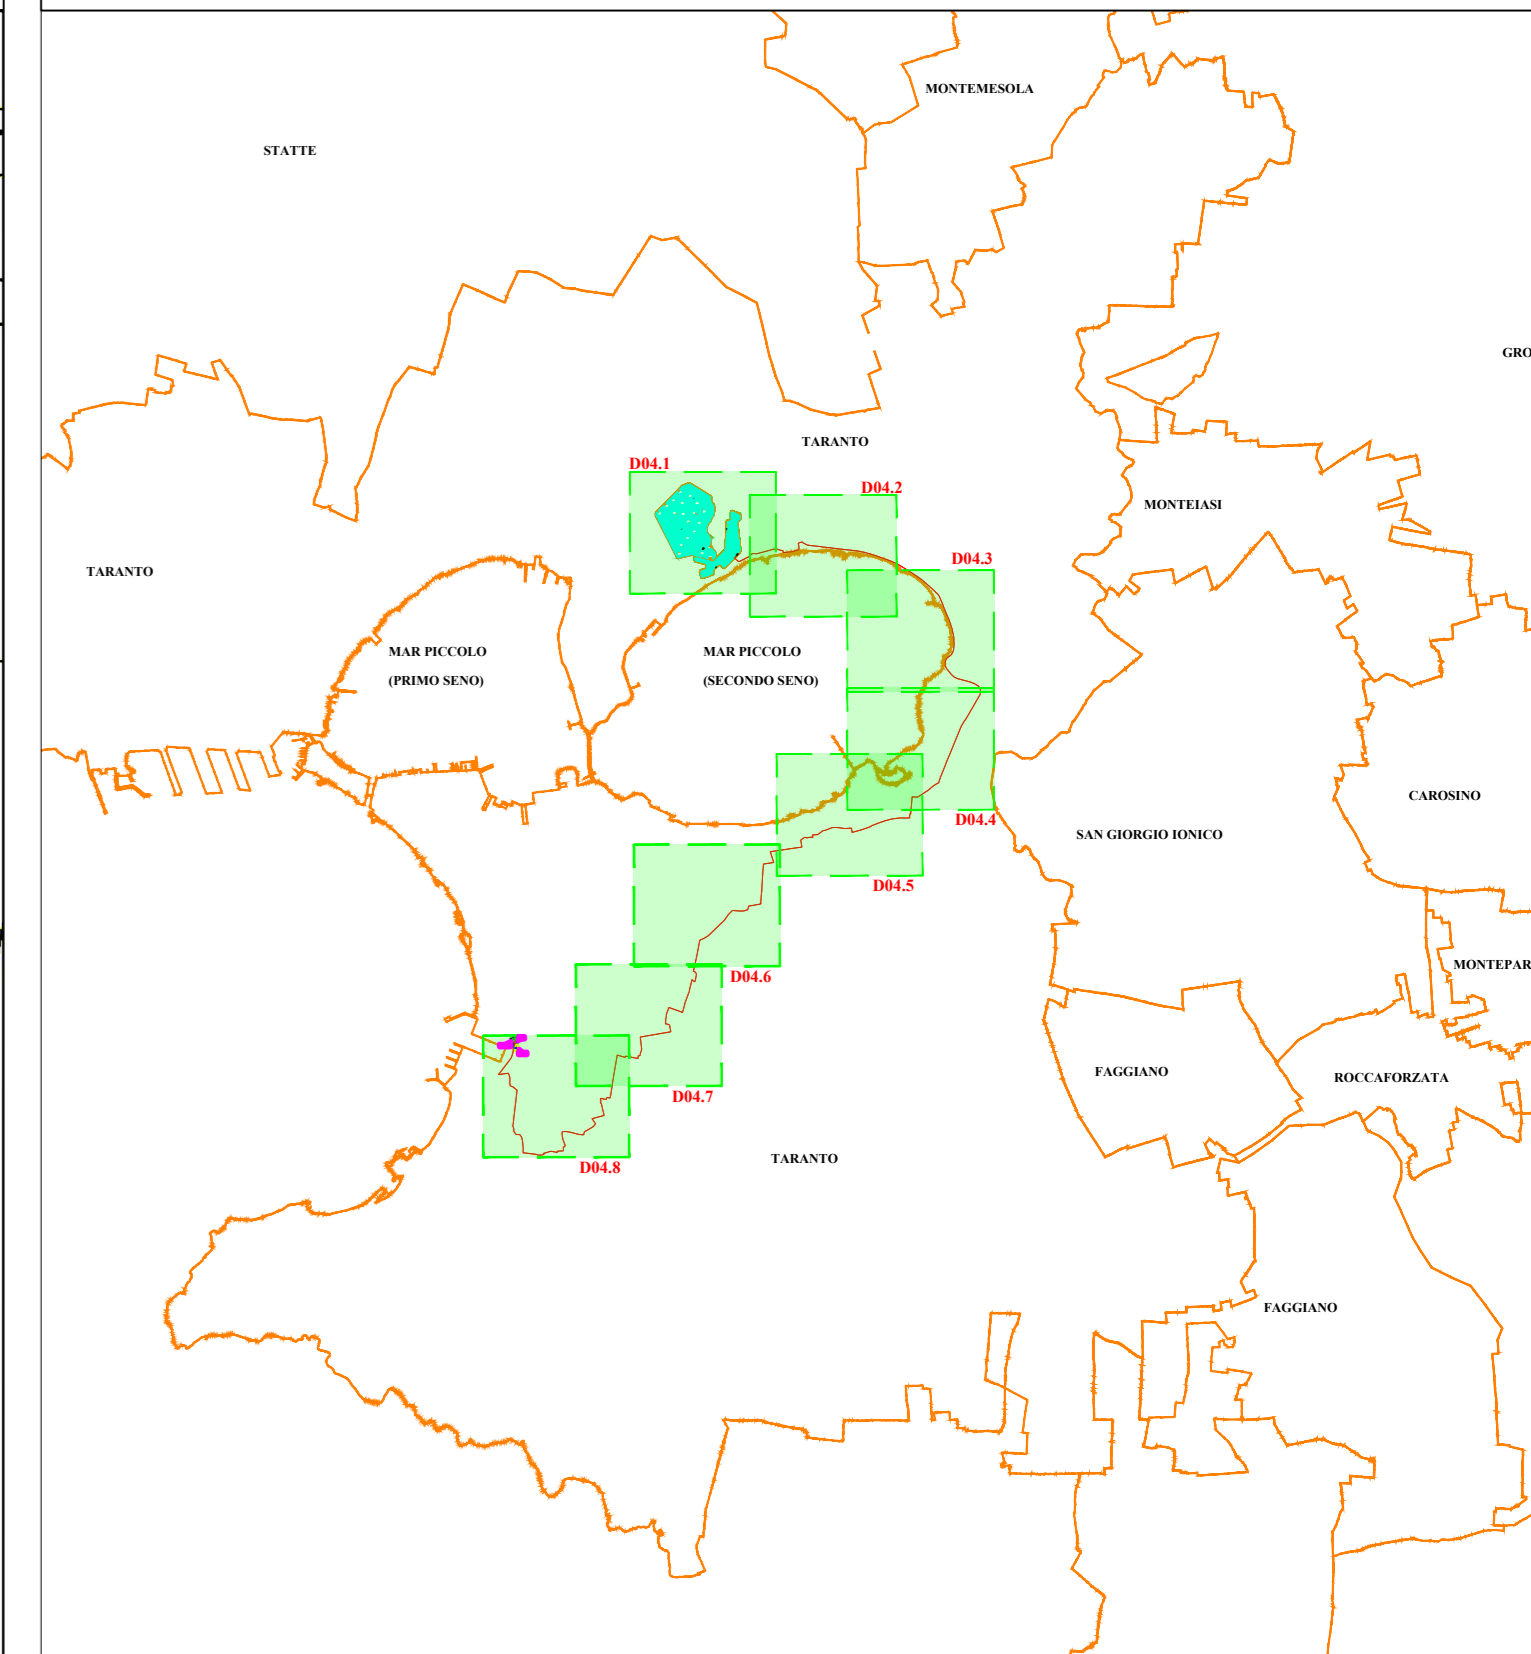 MONTEMESOLA
STATTE
GRO
TARANTO
D04.1
D04.2
MONTEIASI
D04.3
TARANTO
MAR PICCOLO
(PRIMO SENO)
MAR PICCOLO
(SECONDO SENO)
CAROSINO
D04.4
SAN GIORGIO IONICO
D04.5
MONTEPAR
D04.6
FAGGIANO
ROCCAFORZATA
D04.7
TARANTO
D04.8
FAGGIANO